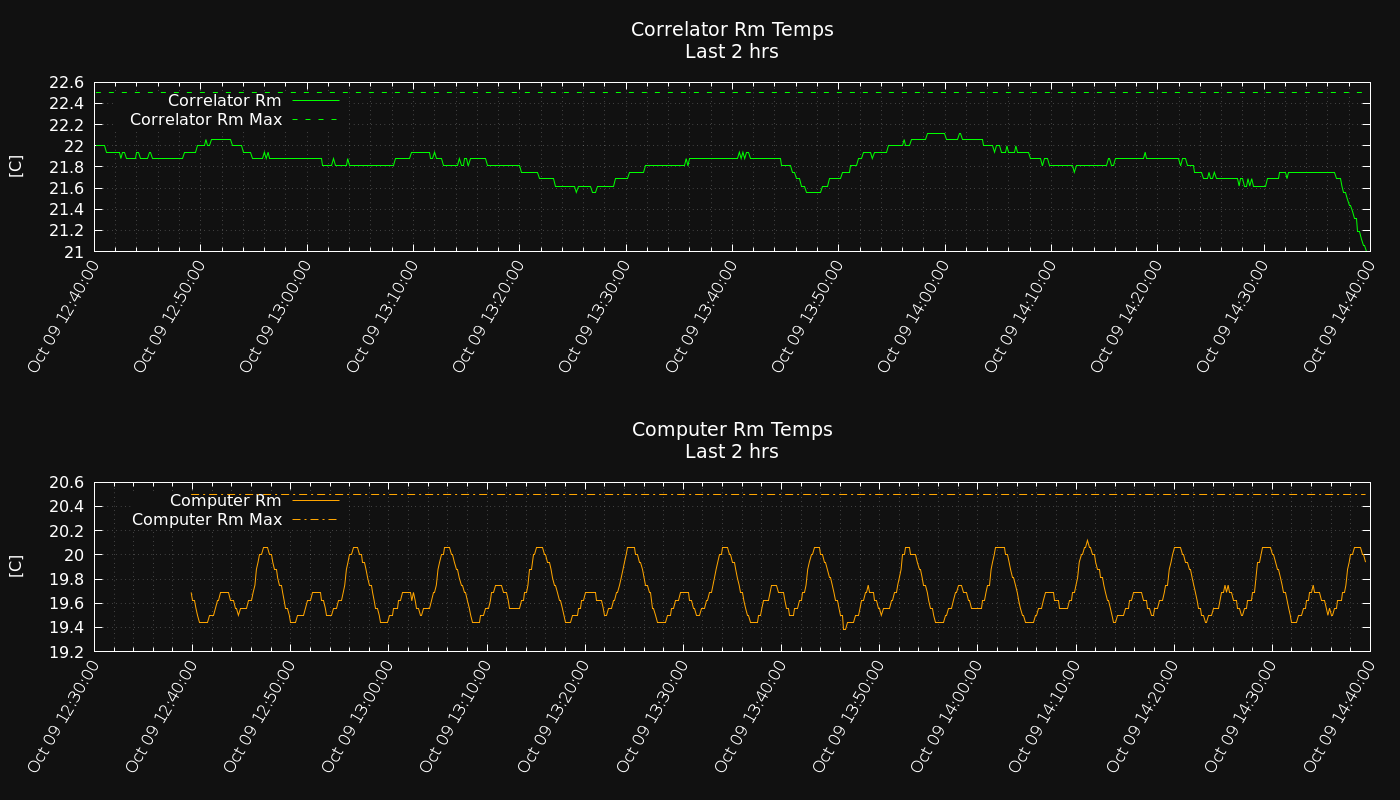 Correlator Rm Temps
Last 2 hrs
22.6
22.4
22.2
22
21.8
21.6
21.4
21.2
21
[C]
Correlator Rm
Correlator Rm Max
Oct 09 12:40:00
Oct 09 12:50:00
Oct 09 13:00:00
Oct 09 13:10:00
Oct 09 13:20:00
Oct 09 13:30:00
Oct 09 13:40:00
Oct 09 13:50:00
Oct 09 14:00:00
Oct 09 14:10:00
Oct 09 14:20:00
Oct 09 14:30:00
Oct 09 14:40:00
Computer Rm Temps
Last 2 hrs
20.6
20.4
20.2
20
19.8
19.6
19.4
19.2
[C]
Computer Rm
Computer Rm Max
Oct 09 12:30:00
Oct 09 12:40:00
Oct 09 12:50:00
Oct 09 13:00:00
Oct 09 13:10:00
Oct 09 13:20:00
Oct 09 13:30:00
Oct 09 13:40:00
Oct 09 13:50:00
Oct 09 14:00:00
Oct 09 14:10:00
Oct 09 14:20:00
Oct 09 14:30:00
Oct 09 14:40:00